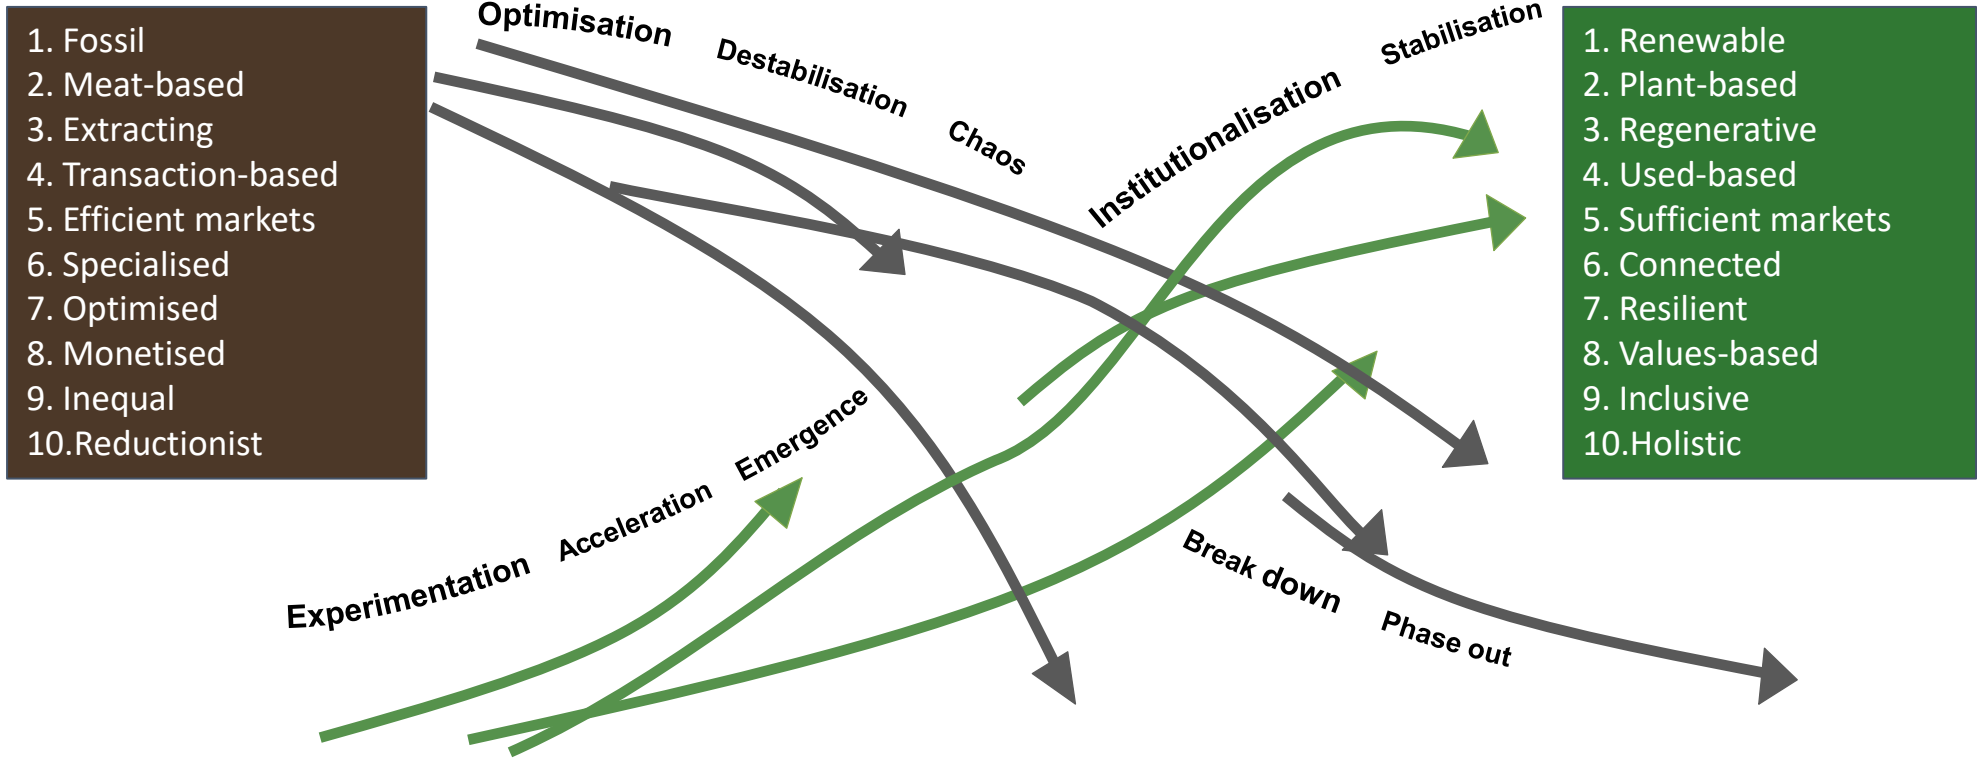 1. Fossil
2. Meat-based
3. Extracting
4. Transaction-based
5. Efficient markets
6. Specialised
7. Optimised
8. Monetised
9. Inequal
10.Reductionist
Optimisation
Destabilisation
Chaos
Institutionalisation
Stabilisation
Experimentation
Acceleration
Emergence
Break down
Phase out
1. Renewable
2. Plant-based
3. Regenerative
4. Used-based
5. Sufficient markets
6. Connected
7. Resilient
8. Values-based
9. Inclusive
10.Holistic